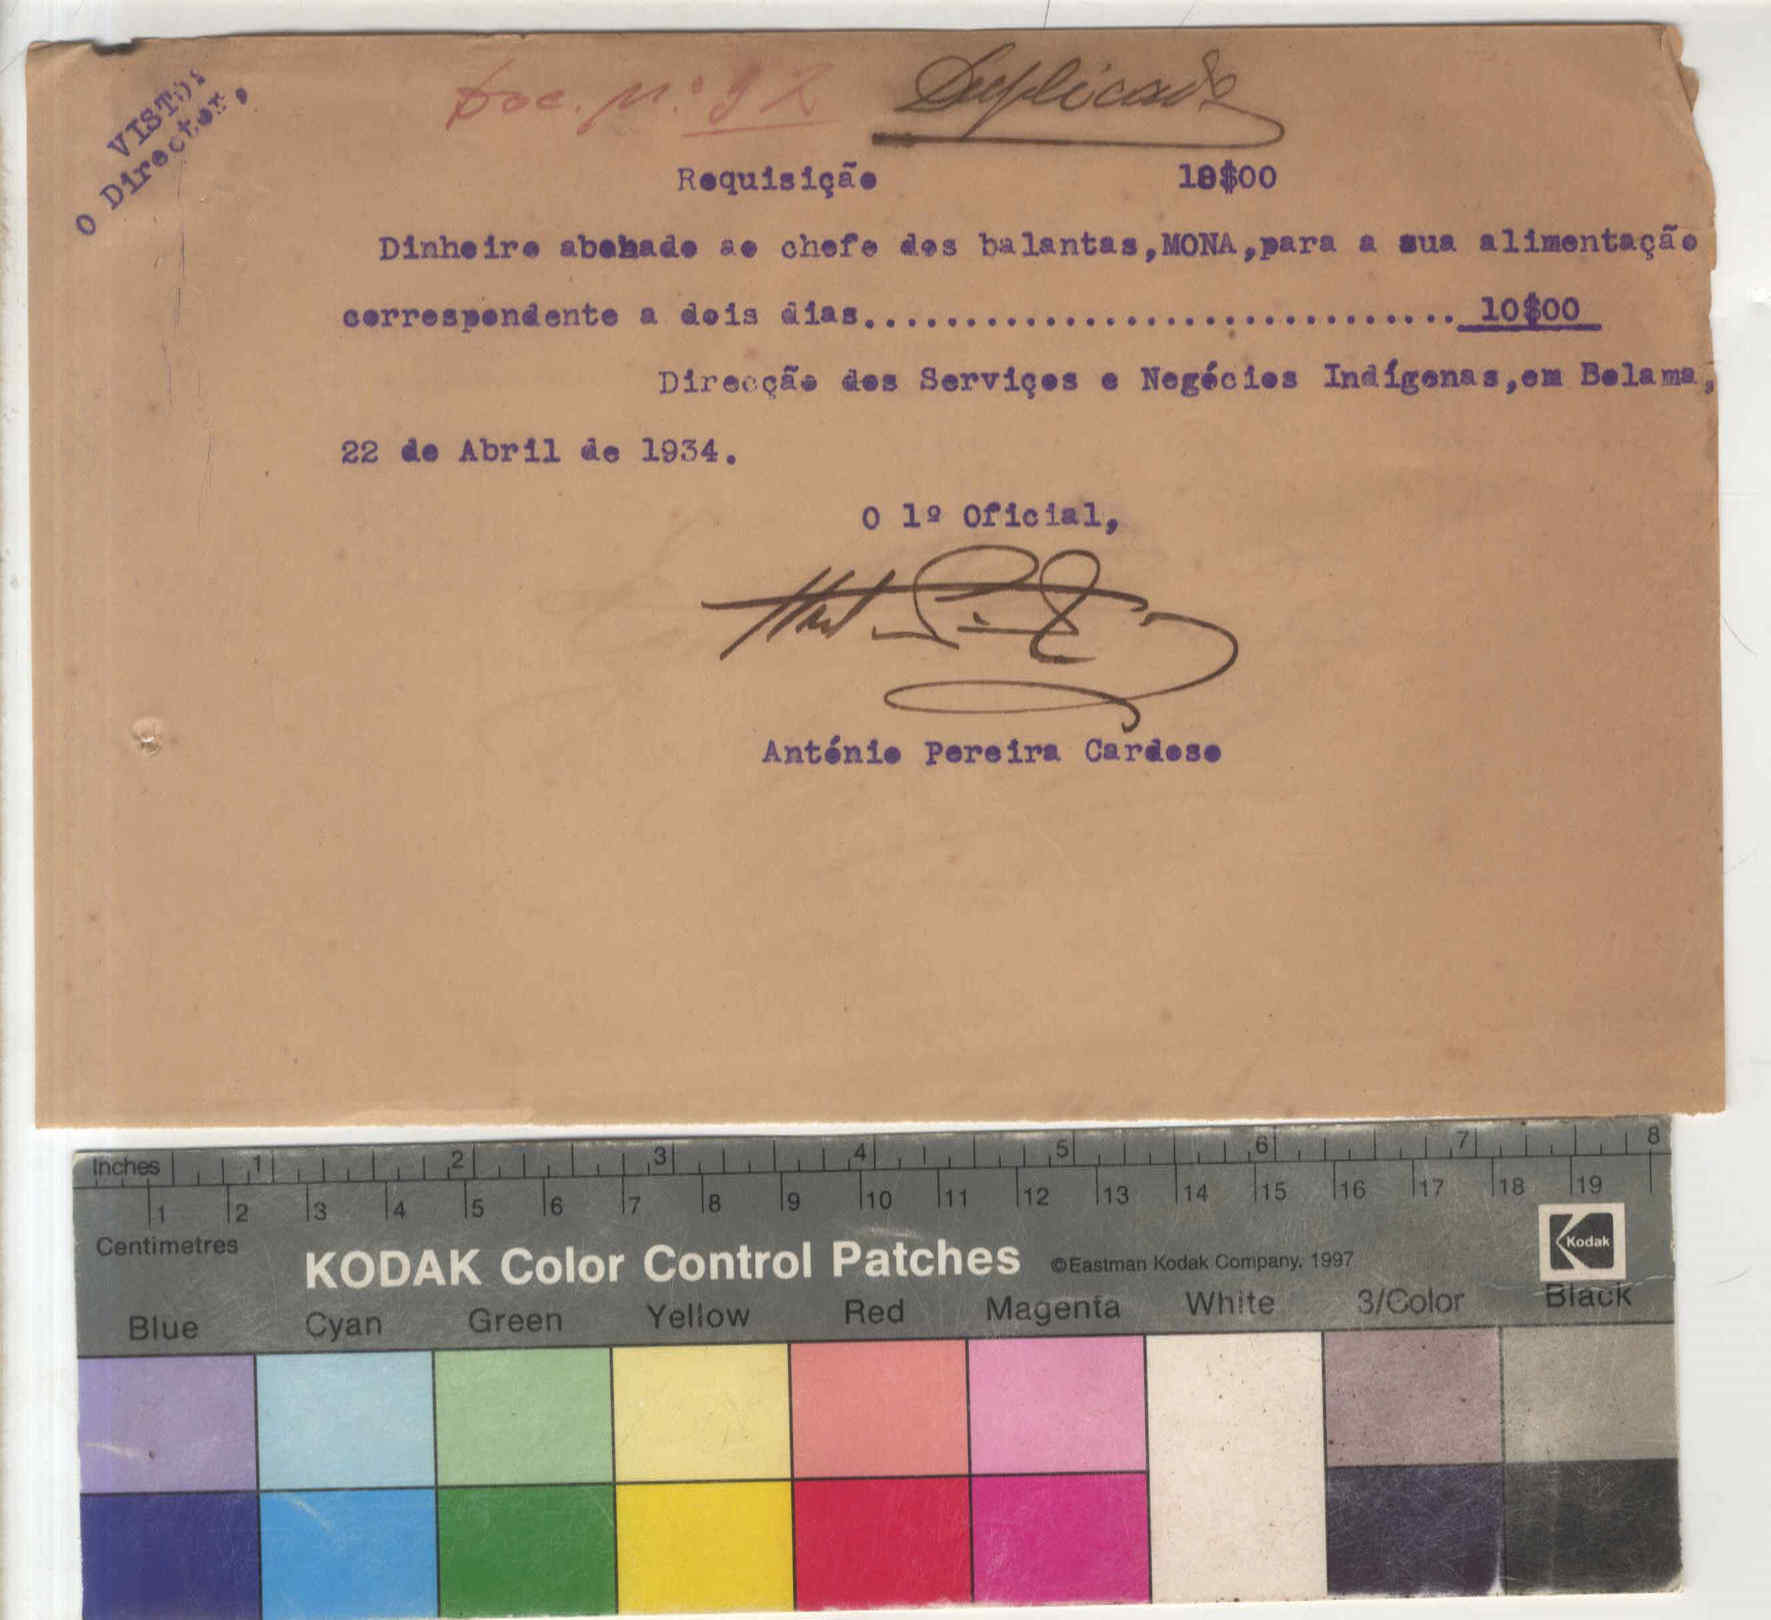 VISTO:
O Director,
Doc. n.º 92
Duplicado
Requisição 10$00
Dinheiro abonado ao chefe dos balantas,MONA,para a sua alimentação
correspondente a dois dias.............................. 10$00
Direcção dos Serviços e Negócios Indígenas,em Bolama,
22 de Abril de 1934.
O 1º Oficial,
António Pereira Cardoso
Inches 1 2 3 4 5 6 7 8
1 2 3 4 5 6 7 8 9 10 11 12 13 14 15 16 17 18 19
Centimetres
KODAK Color Control Patches ©Eastman Kodak Company, 1997 Kodak
Blue Cyan Green Yellow Red Magenta White 3/Color Black